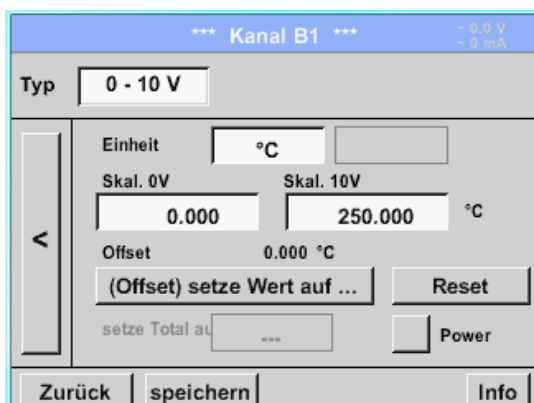 *** Kanal B1 ***
~ 0.0 V
~ 0 mA
Typ 0 - 10 V
<
Einheit °C
Skal. 0V Skal. 10V
0.000 250.000 °C
Offset 0.000 °C
(Offset) setze Wert auf ... Reset
setze Total au --- Power
Zurück speichern Info